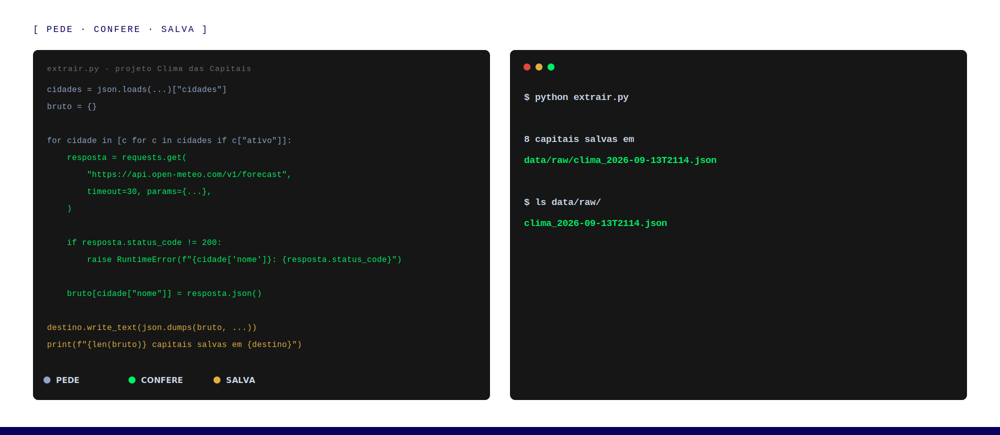 [ PEDE · CONFERE · SALVA ]
extrair.py · projeto Clima das Capitais
cidades = json.loads(...)["cidades"]
bruto = {}
for cidade in [c for c in cidades if c["ativo"]]:
    resposta = requests.get(
        "https://api.open-meteo.com/v1/forecast",
        timeout=30, params={...},
    )
    if resposta.status_code != 200:
        raise RuntimeError(f"{cidade['nome']}: {resposta.status_code}")
    bruto[cidade["nome"]] = resposta.json()
destino.write_text(json.dumps(bruto, ...))
print(f"{len(bruto)} capitais salvas em {destino}")
PEDE CONFERE SALVA
$ python extrair.py
8 capitais salvas em
data/raw/clima_2026-09-13T2114.json
$ ls data/raw/
clima_2026-09-13T2114.json